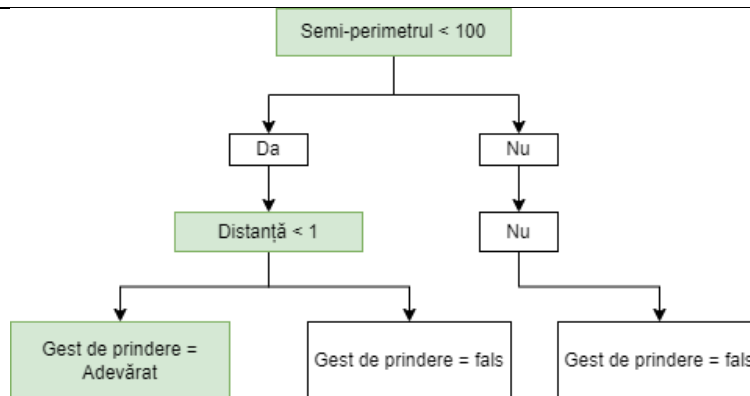 Semi-perimetrul < 100
Da
Nu
Distanță < 1
Nu
Gest de prindere =
Adevărat
Gest de prindere = fals
Gest de prindere = fals